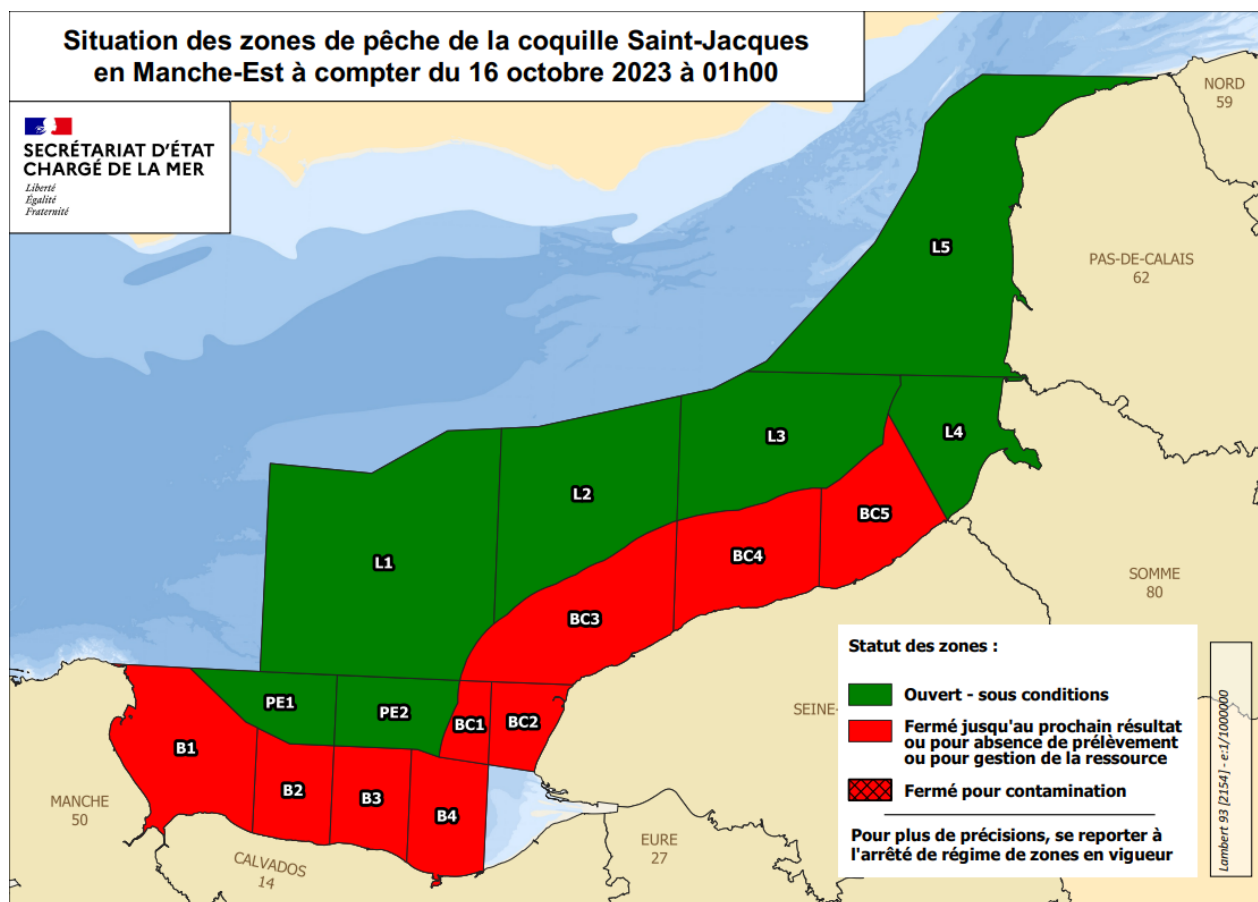 Situation des zones de pêche de la coquille Saint-Jacques
en Manche-Est à compter du 16 octobre 2023 à 01h00
SECRÉTARIAT D'ÉTAT
CHARGÉ DE LA MER
Liberté
Égalité
Fraternité
NORD
59
PAS-DE-CALAIS
62
L5
L3
L4
L2
BC5
BC4
L1
SOMME
80
BC3
PE1
PE2
BC1
BC2
SEINE-
B1
B2
B3
B4
MANCHE
50
CALVADOS
14
EURE
27
Statut des zones :
Ouvert - sous conditions
Fermé jusqu'au prochain résultat
ou pour absence de prélèvement
ou pour gestion de la ressource
Fermé pour contamination
Pour plus de précisions, se reporter à
l'arrêté de régime de zones en vigueur
Lambert 93 [2154] - e:1/1000000